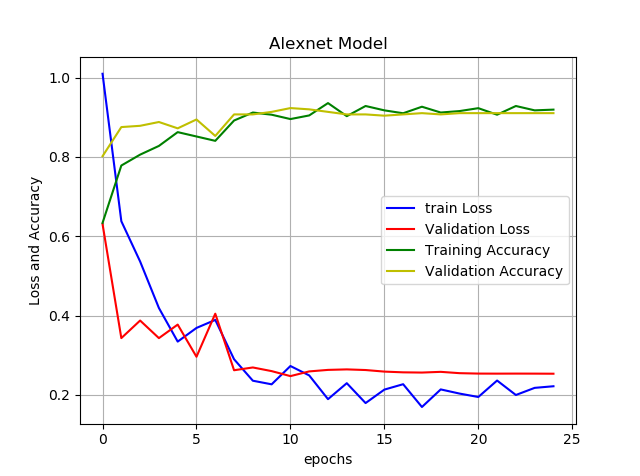 Alexnet Model
Loss and Accuracy
1.0
0.8
0.6
0.4
0.2
train Loss
Validation Loss
Training Accuracy
Validation Accuracy
0 5 10 15 20 25
epochs